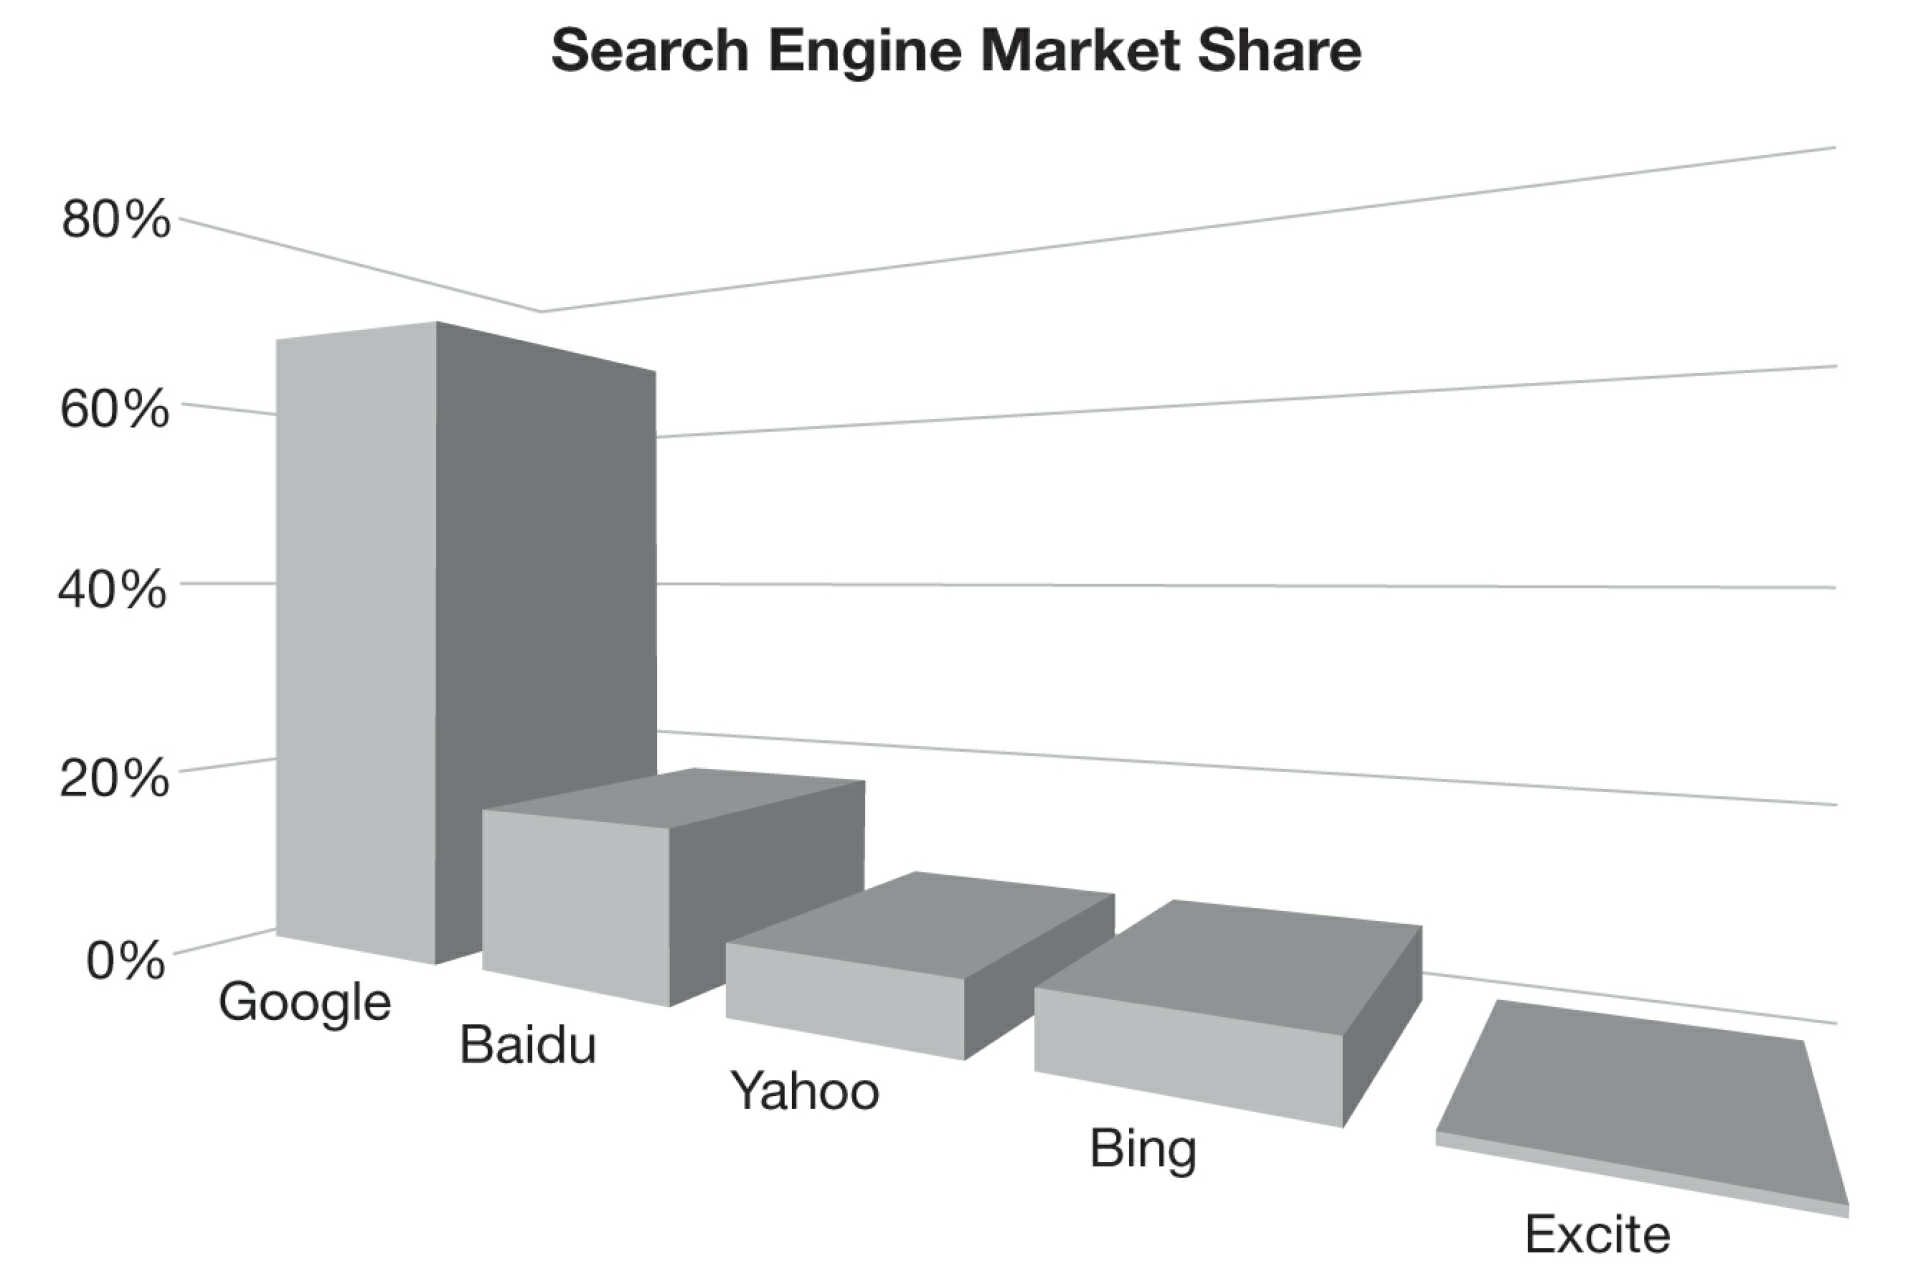 Search Engine Market Share
80%
60%
40%
20%
0%
Google
Baidu
Yahoo
Bing
Excite